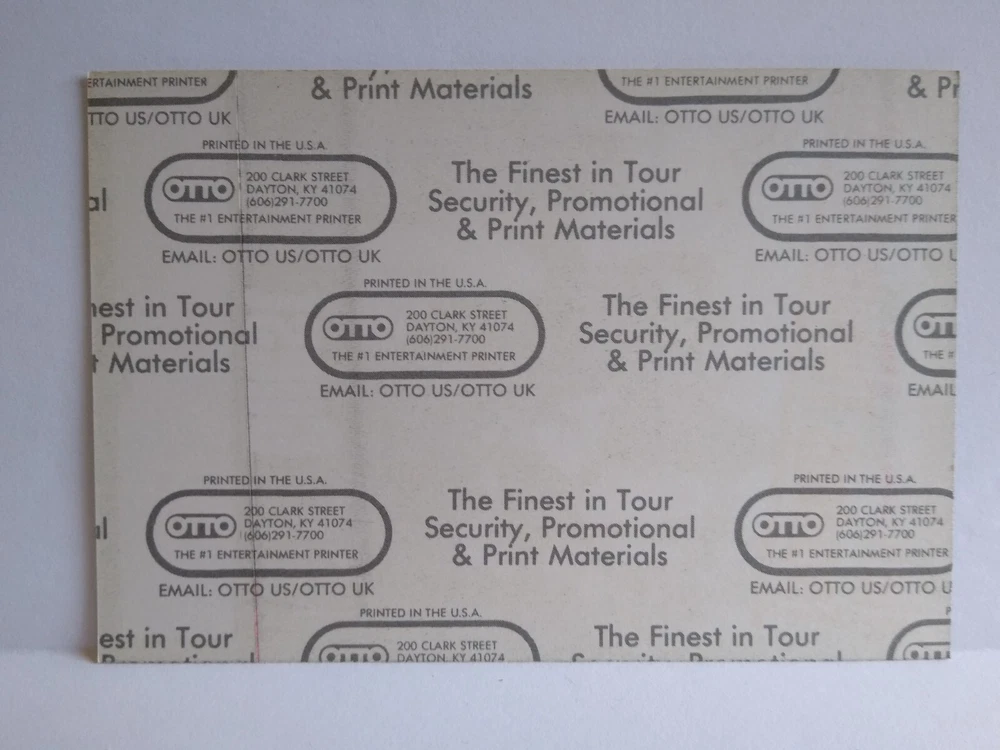 ERTAINMENT PRINTER
& Print Materials
THE #1 ENTERTAINMENT PRINTER
& Pr
TTO US/OTTO UK
EMAIL: OTTO US/OTTO UK
PRINTED IN THE U.S.A.
OTTO
200 CLARK STREET
DAYTON, KY 41074
(606)291-7700
THE #1 ENTERTAINMENT PRINTER
EMAIL: OTTO US/OTTO UK
The Finest in Tour
Security, Promotional
& Print Materials
PRINTED IN THE U.S.A.
OTTO
200 CLARK STREET
DAYTON, KY 41074
(606)291-7700
THE #1 ENTERTAINMENT PRINTER
EMAIL: OTTO US/OTTO U
al
nest in Tour
Promotional
t Materials
PRINTED IN THE U.S.A.
OTTO
200 CLARK STREET
DAYTON, KY 41074
(606)291-7700
THE #1 ENTERTAINMENT PRINTER
EMAIL: OTTO US/OTTO UK
The Finest in Tour
Security, Promotional
& Print Materials
OTT
THE #
EMAIL
al
PRINTED IN THE U.S.A.
OTTO
200 CLARK STREET
DAYTON, KY 41074
(606)291-7700
THE #1 ENTERTAINMENT PRINTER
EMAIL: OTTO US/OTTO UK
The Finest in Tour
Security, Promotional
& Print Materials
PRINTED IN THE U.S.A.
OTTO
200 CLARK STREET
DAYTON, KY 41074
(606)291-7700
THE #1 ENTERTAINMENT PRINTER
EMAIL: OTTO US/OTTO U
est in Tour
Promotional
PRINTED IN THE U.S.A.
OTTO
200 CLARK STREET
DAYTON, KY 41074
The Finest in Tour
Security, Promotional